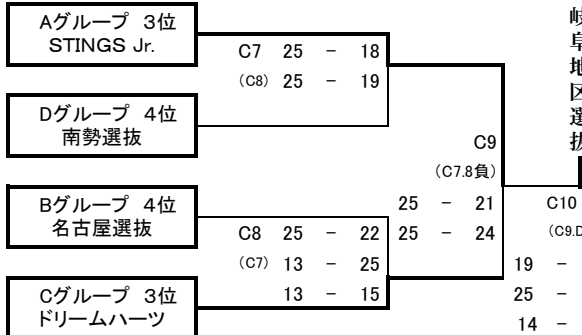 Aグループ 3位
STINGS Jr.
C7 25 － 18
(C8) 25 － 19
Dグループ 4位
南勢選抜
岐阜地区選抜
C9
(C7.8負)
25 － 21
25 － 24
Bグループ 4位
名古屋選抜
C8 25 － 22
(C7) 13 － 25
13 － 15
Cグループ 3位
ドリームハーツ
C10
(C9.D
19 －
25 －
14 －